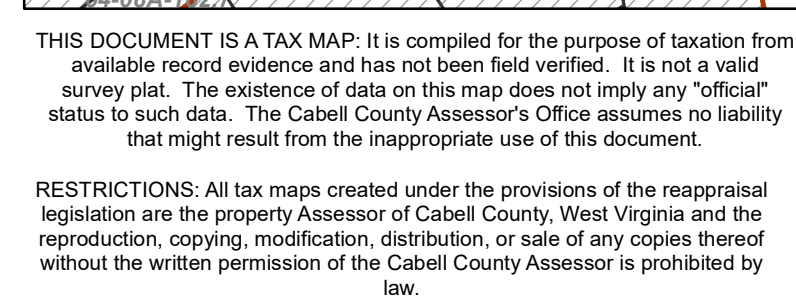 THIS DOCUMENT IS A TAX MAP: It is compiled for the purpose of taxation from
available record evidence and has not been field verified.  It is not a valid
survey plat.  The existence of data on this map does not imply any "official"
status to such data.  The Cabell County Assessor's Office assumes no liability
that might result from the inappropriate use of this document.
RESTRICTIONS: All tax maps created under the provisions of the reappraisal
legislation are the property Assessor of Cabell County, West Virginia and the
reproduction, copying, modification, distribution, or sale of any copies thereof
without the written permission of the Cabell County Assessor is prohibited by
law.